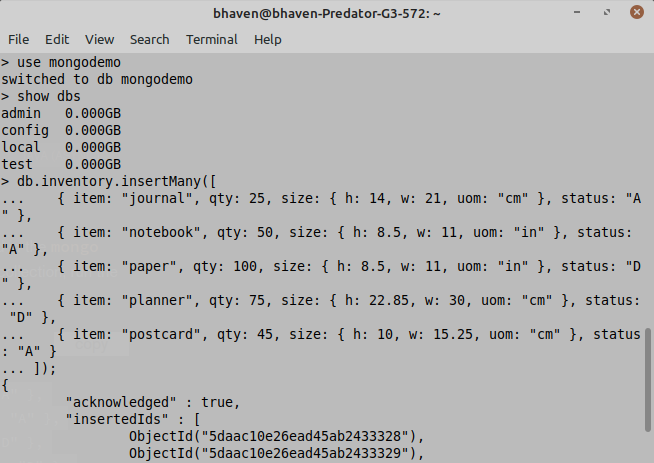 bhaven@bhaven-Predator-G3-572: ~
File Edit View Search Terminal Help
> use mongodemo
switched to db mongodemo
> show dbs
admin   0.000GB
config  0.000GB
local   0.000GB
test    0.000GB
> db.inventory.insertMany([
...    { item: "journal", qty: 25, size: { h: 14, w: 21, uom: "cm" }, status: "A
" },
...    { item: "notebook", qty: 50, size: { h: 8.5, w: 11, uom: "in" }, status:
"A" },
...    { item: "paper", qty: 100, size: { h: 8.5, w: 11, uom: "in" }, status: "D
" },
...    { item: "planner", qty: 75, size: { h: 22.85, w: 30, uom: "cm" }, status:
 "D" },
...    { item: "postcard", qty: 45, size: { h: 10, w: 15.25, uom: "cm" }, status
: "A" }
... ]);
{
        "acknowledged" : true,
        "insertedIds" : [
                ObjectId("5daac10e26ead45ab2433328"),
                ObjectId("5daac10e26ead45ab2433329"),